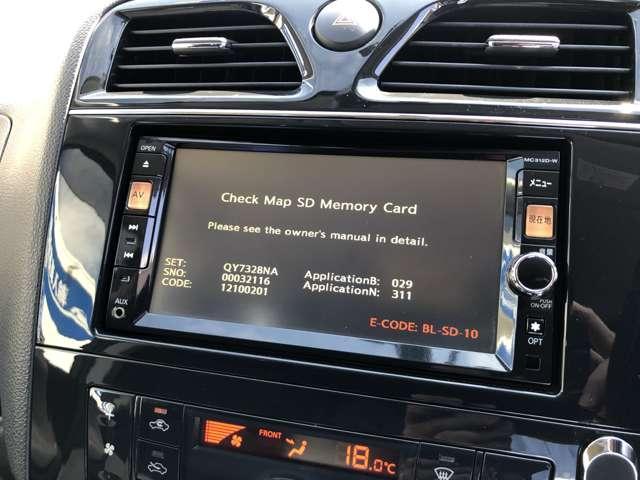 OPEN
MC312D-W
AV
メニュー
現在地
Check Map SD Memory Card
Please see the owner's manual in detail.
SET: QY7328NA ApplicationB: 029
SNO: 00032116 ApplicationN: 311
CODE: 12100201
E-CODE: BL-SD-10
AUX
PUSH
ON·OFF
OPT
FRONT
18.0℃